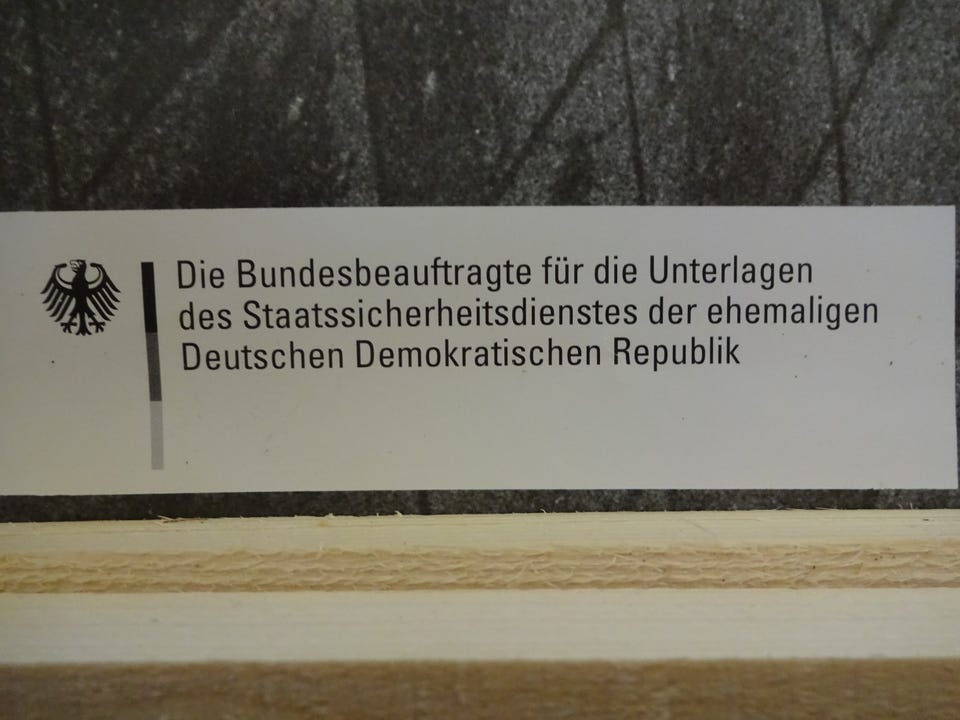 Die Bundesbeauftragte für die Unterlagen
des Staatssicherheitsdienstes der ehemaligen
Deutschen Demokratischen Republik